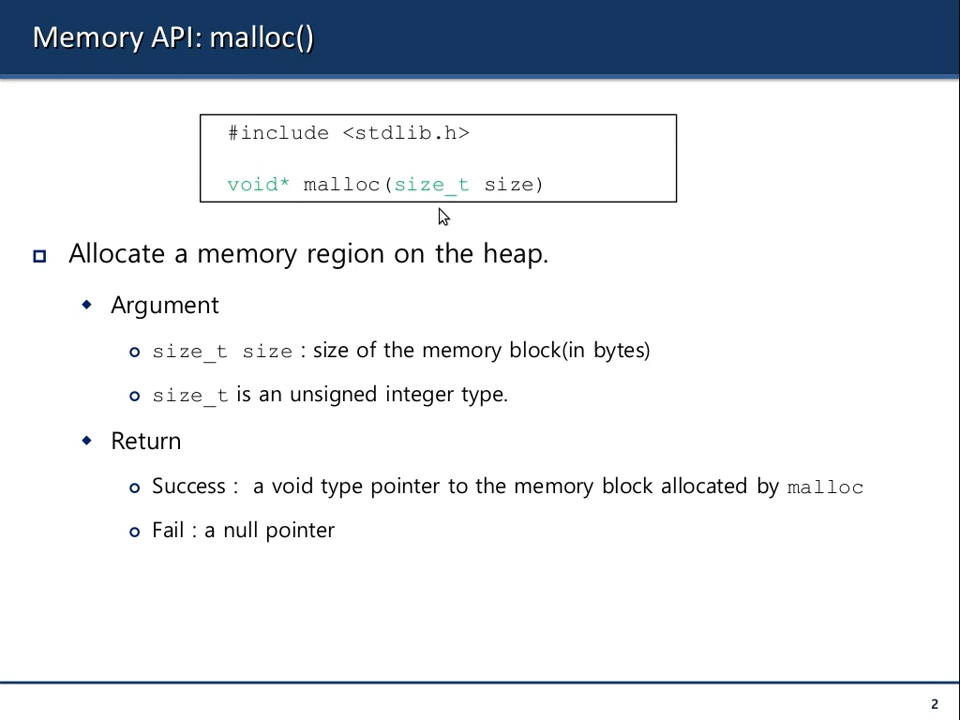 Memory API: malloc()
#include <stdlib.h>
void* malloc(size_t size)
Allocate a memory region on the heap.
Argument
size_t size : size of the memory block(in bytes)
size_t is an unsigned integer type.
Return
Success : a void type pointer to the memory block allocated by malloc
Fail : a null pointer
2